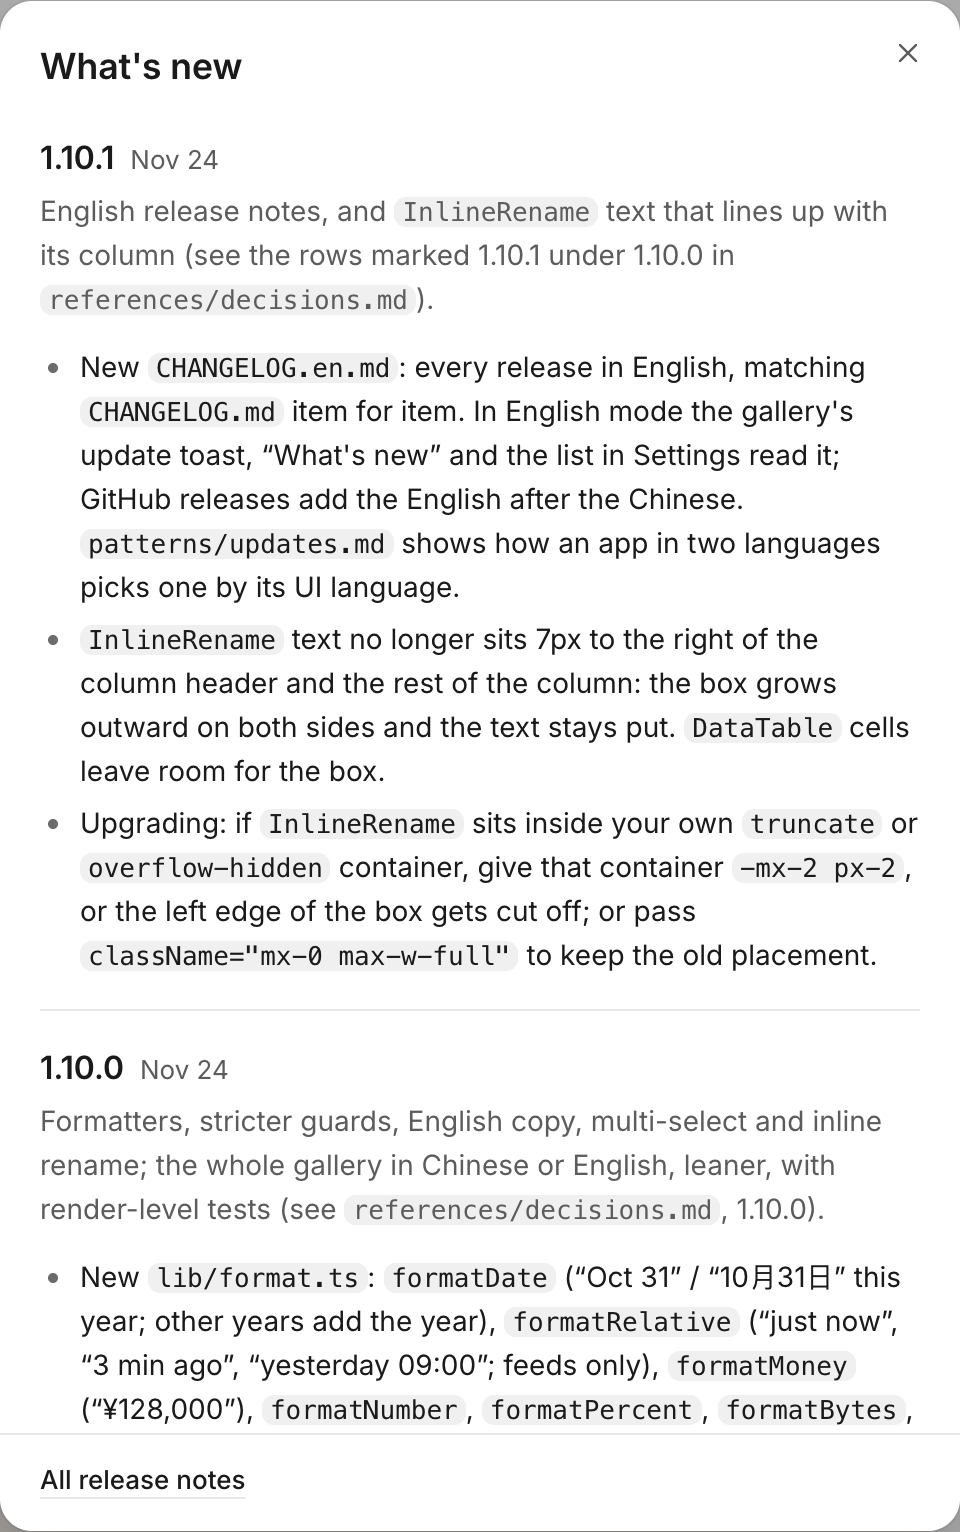 What's new
1.10.1 Nov 24
English release notes, and InlineRename text that lines up with
its column (see the rows marked 1.10.1 under 1.10.0 in
references/decisions.md).
• New CHANGELOG.en.md: every release in English, matching
CHANGELOG.md item for item. In English mode the gallery's
update toast, “What's new” and the list in Settings read it;
GitHub releases add the English after the Chinese.
patterns/updates.md shows how an app in two languages
picks one by its UI language.
• InlineRename text no longer sits 7px to the right of the
column header and the rest of the column: the box grows
outward on both sides and the text stays put. DataTable cells
leave room for the box.
• Upgrading: if InlineRename sits inside your own truncate or
overflow-hidden container, give that container -mx-2 px-2,
or the left edge of the box gets cut off; or pass
className="mx-0 max-w-full" to keep the old placement.
1.10.0 Nov 24
Formatters, stricter guards, English copy, multi-select and inline
rename; the whole gallery in Chinese or English, leaner, with
render-level tests (see references/decisions.md, 1.10.0).
• New lib/format.ts: formatDate (“Oct 31” / “10月31日” this
year; other years add the year), formatRelative (“just now”,
“3 min ago”, “yesterday 09:00”; feeds only), formatMoney
(“¥128,000”), formatNumber, formatPercent, formatBytes,
All release notes